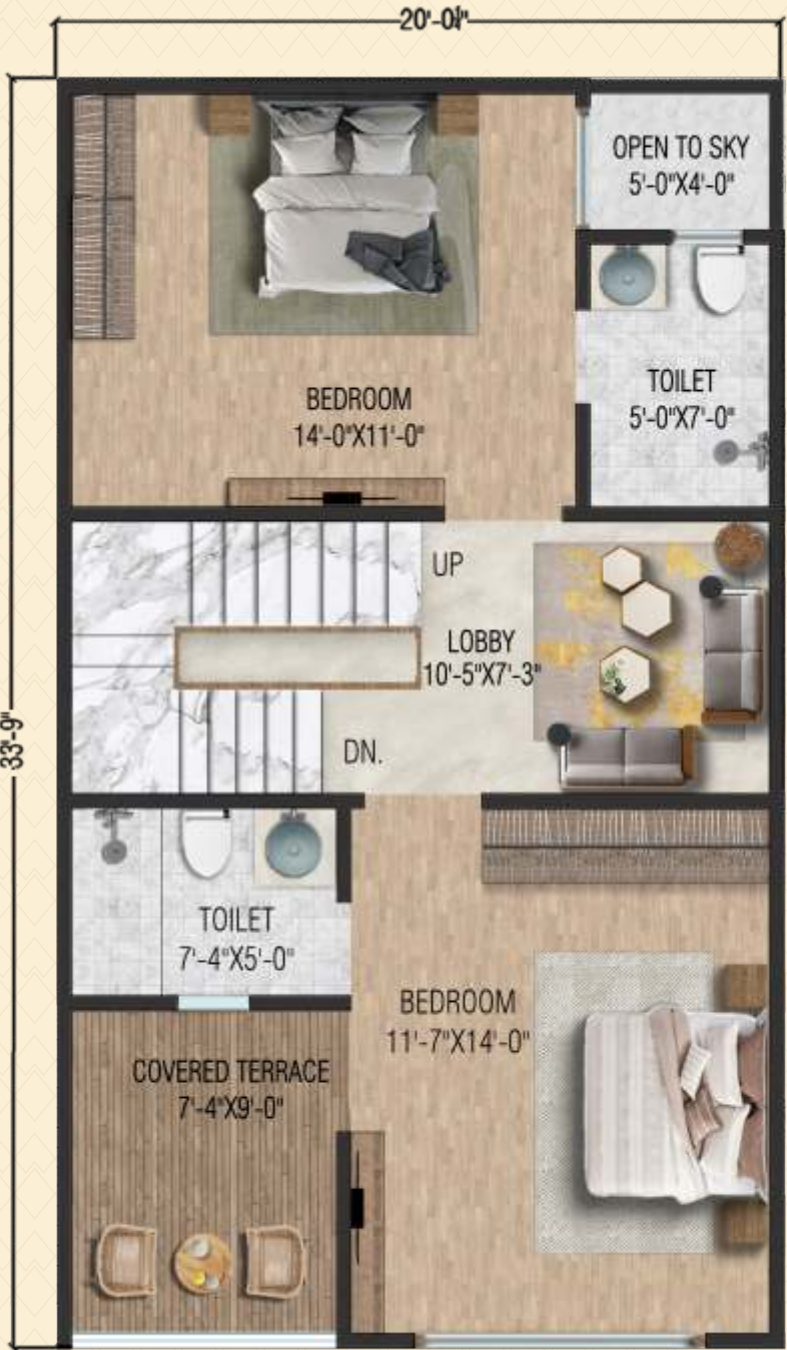 20'-0¼"
OPEN TO SKY
5'-0"X4'-0"
TOILET
5'-0"X7'-0"
BEDROOM
14'-0"X11'-0"
UP
LOBBY
10'-5"X7'-3"
DN.
33'-9"
TOILET
7'-4"X5'-0"
BEDROOM
11'-7"X14'-0"
COVERED TERRACE
7'-4"X9'-0"